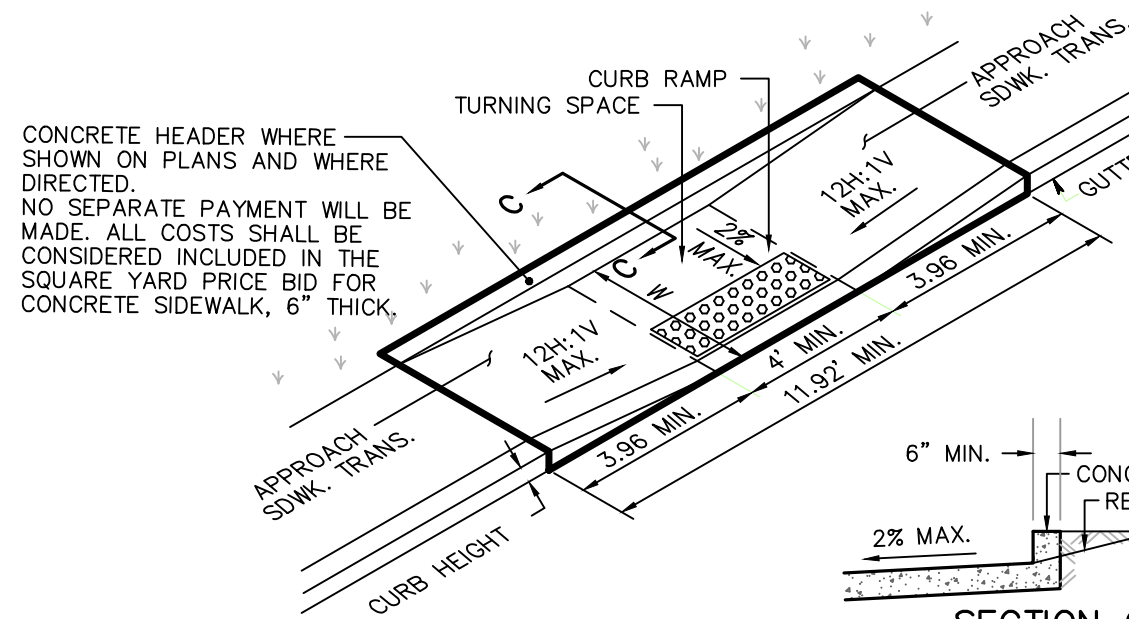 CURB RAMP
TURNING SPACE
APPROACH
SDWK. TRANS.
CONCRETE HEADER WHERE
SHOWN ON PLANS AND WHERE
DIRECTED.
NO SEPARATE PAYMENT WILL BE
MADE. ALL COSTS SHALL BE
CONSIDERED INCLUDED IN THE
SQUARE YARD PRICE BID FOR
CONCRETE SIDEWALK, 6" THICK.
C
C
12H:1V
MAX.
2%
MAX.
W
12H:1V
MAX.
3.96 MIN.
4' MIN.
11.92' MIN.
3.96 MIN.
APPROACH
SDWK. TRANS.
CURB HEIGHT
6" MIN.
2% MAX.
SECTION